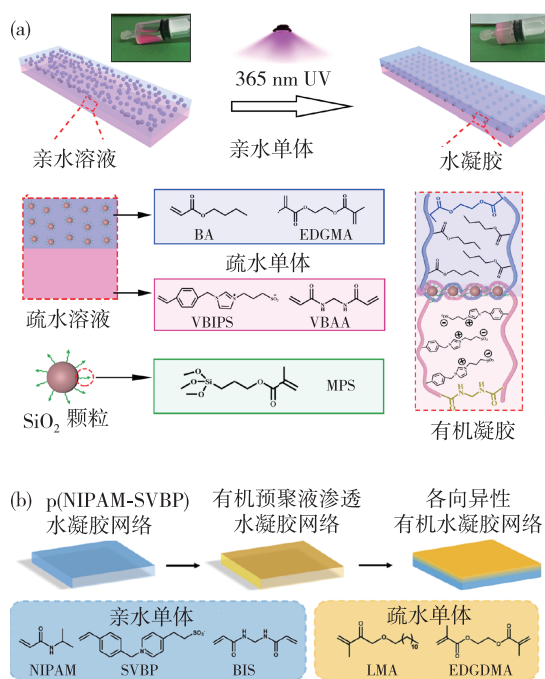 (a)
365 nm UV
亲水单体
亲水溶液
水凝胶
BA
EDGMA
疏水单体
VBIPS
VBAA
疏水溶液
MPS
SiO₂ 颗粒
有机凝胶
(b)
p(NIPAM-SVBP)
水凝胶网络
有机预聚液渗透
水凝胶网络
各向异性
有机水凝胶网络
亲水单体
疏水单体
NIPAM
SVBP
BIS
LMA
EDGDMA